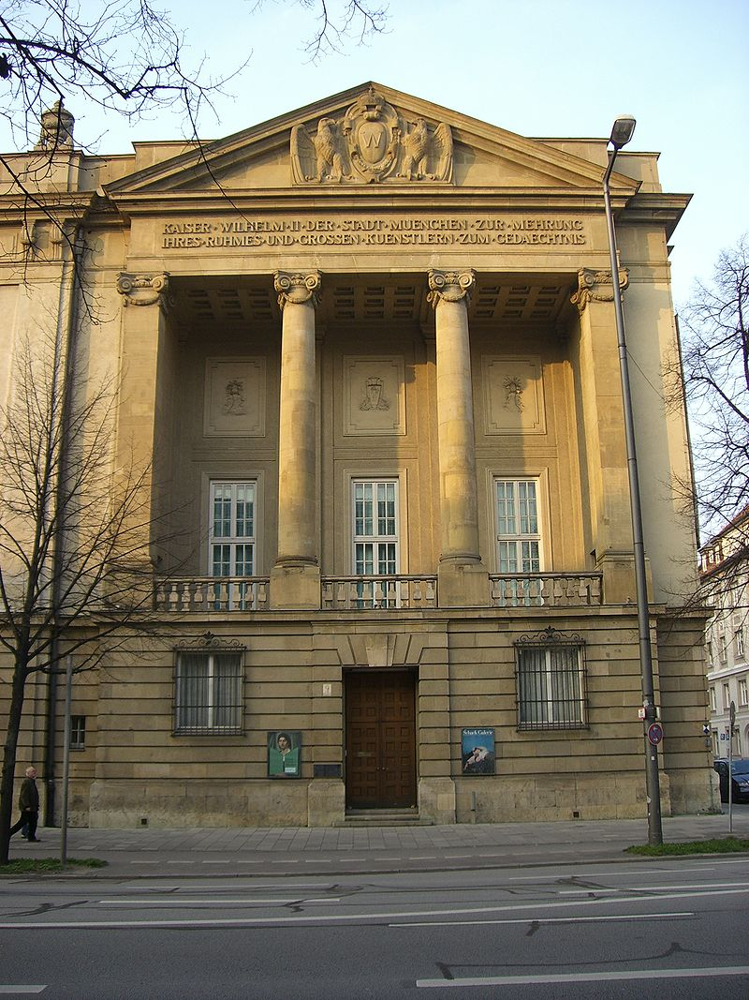 W
KAISER·WILHELM·II·DER·STADT·MUENCHEN·ZUR·MEHRUNG
IHRES·RUHMES·UND·GROSSEN·KUENSTLERN·ZUM·GEDAECHTNIS
Schack-Galerie